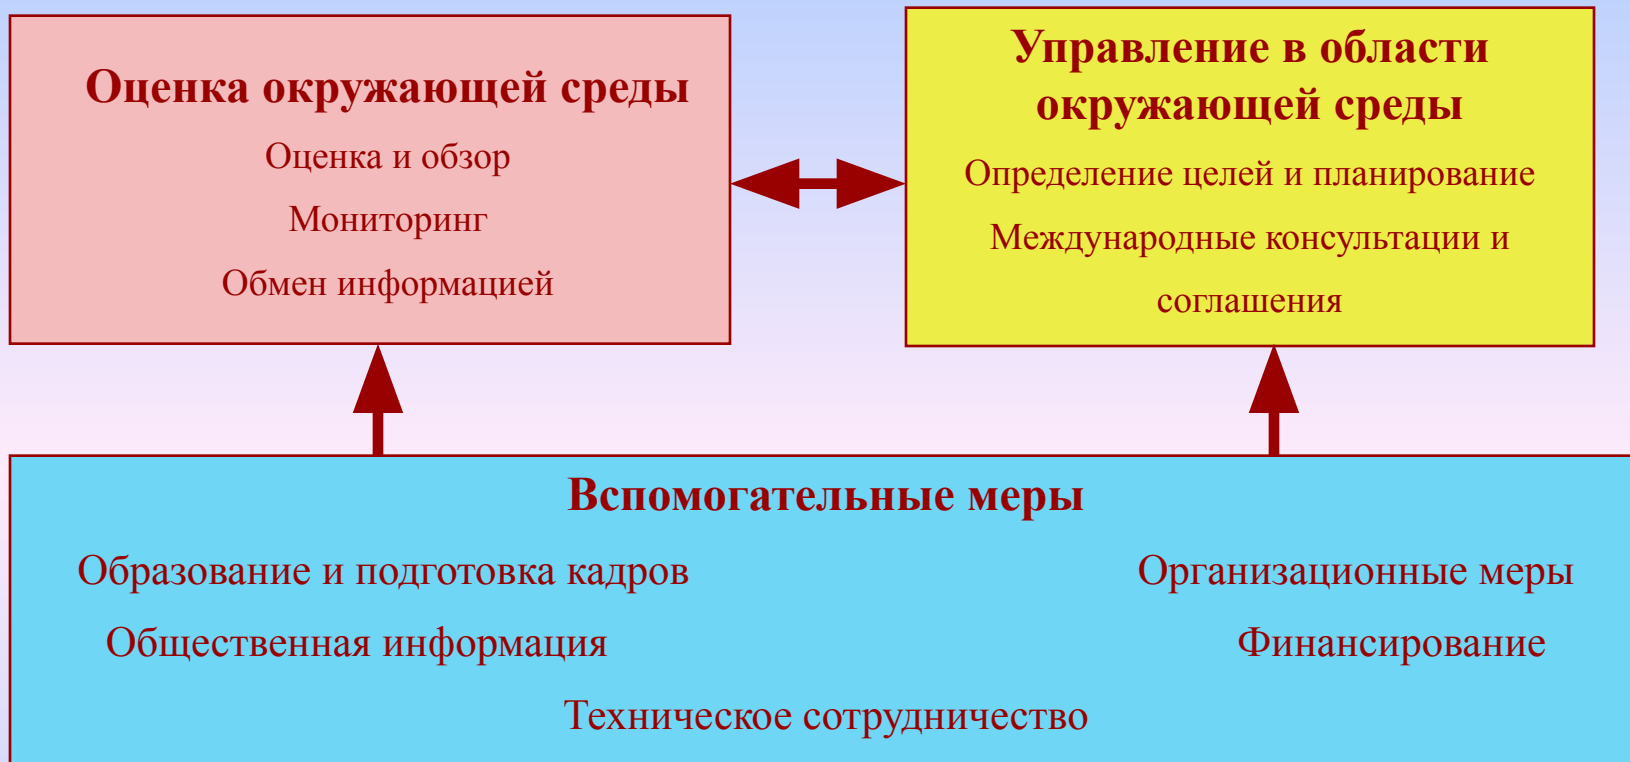 Оценка окружающей среды
Оценка и обзор
Мониторинг
Обмен информацией
Управление в области
окружающей среды
Определение целей и планирование
Международные консультации и
соглашения
Вспомогательные меры
Образование и подготовка кадров
Организационные меры
Общественная информация
Финансирование
Техническое сотрудничество